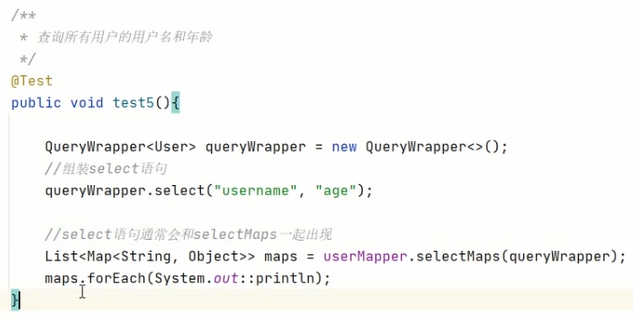 /**
 * 查询所有用户的用户名和年龄
 */
@Test
public void test5(){
QueryWrapper<User> queryWrapper = new QueryWrapper<>();
//组装select语句
queryWrapper.select("username", "age");
//select语句通常会和selectMaps一起出现
List<Map<String, Object>> maps = userMapper.selectMaps(queryWrapper);
maps.forEach(System.out::println);
}